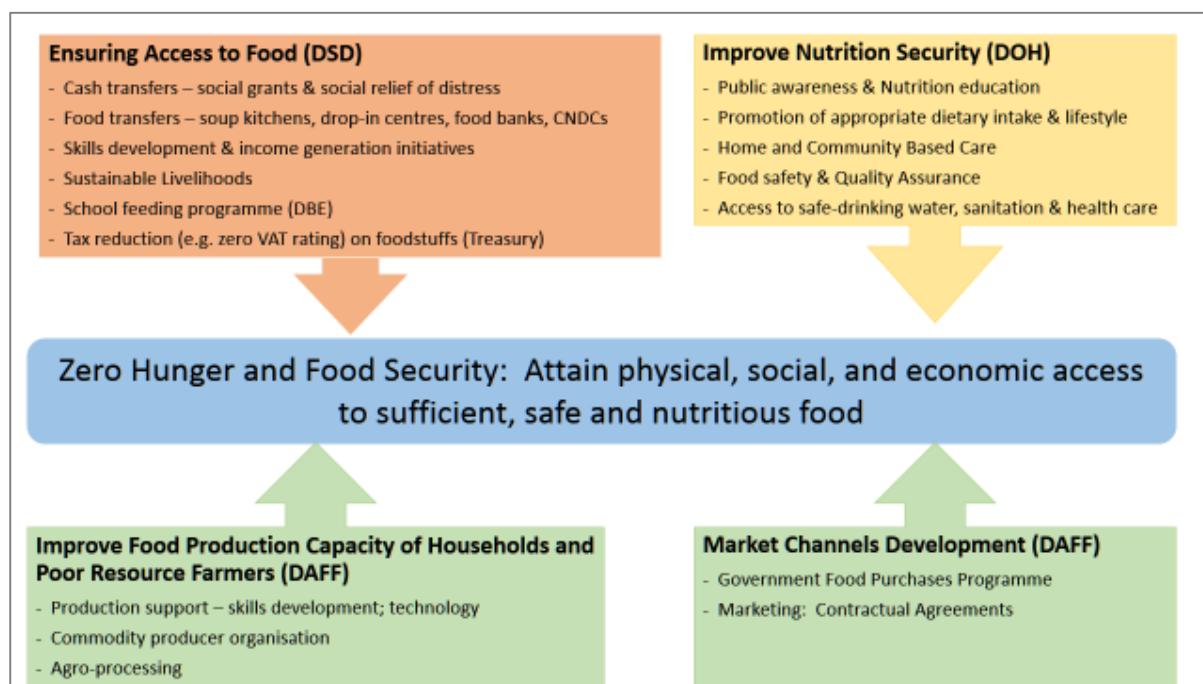 Ensuring Access to Food (DSD)
- Cash transfers – social grants & social relief of distress
- Food transfers – soup kitchens, drop-in centres, food banks, CNDCs
- Skills development & income generation initiatives
- Sustainable Livelihoods
- School feeding programme (DBE)
- Tax reduction (e.g. zero VAT rating) on foodstuffs (Treasury)
Improve Nutrition Security (DOH)
- Public awareness & Nutrition education
- Promotion of appropriate dietary intake & lifestyle
- Home and Community Based Care
- Food safety & Quality Assurance
- Access to safe-drinking water, sanitation & health care
Zero Hunger and Food Security: Attain physical, social, and economic access
to sufficient, safe and nutritious food
Improve Food Production Capacity of Households and
Poor Resource Farmers (DAFF)
- Production support – skills development; technology
- Commodity producer organisation
- Agro-processing
Market Channels Development (DAFF)
- Government Food Purchases Programme
- Marketing: Contractual Agreements